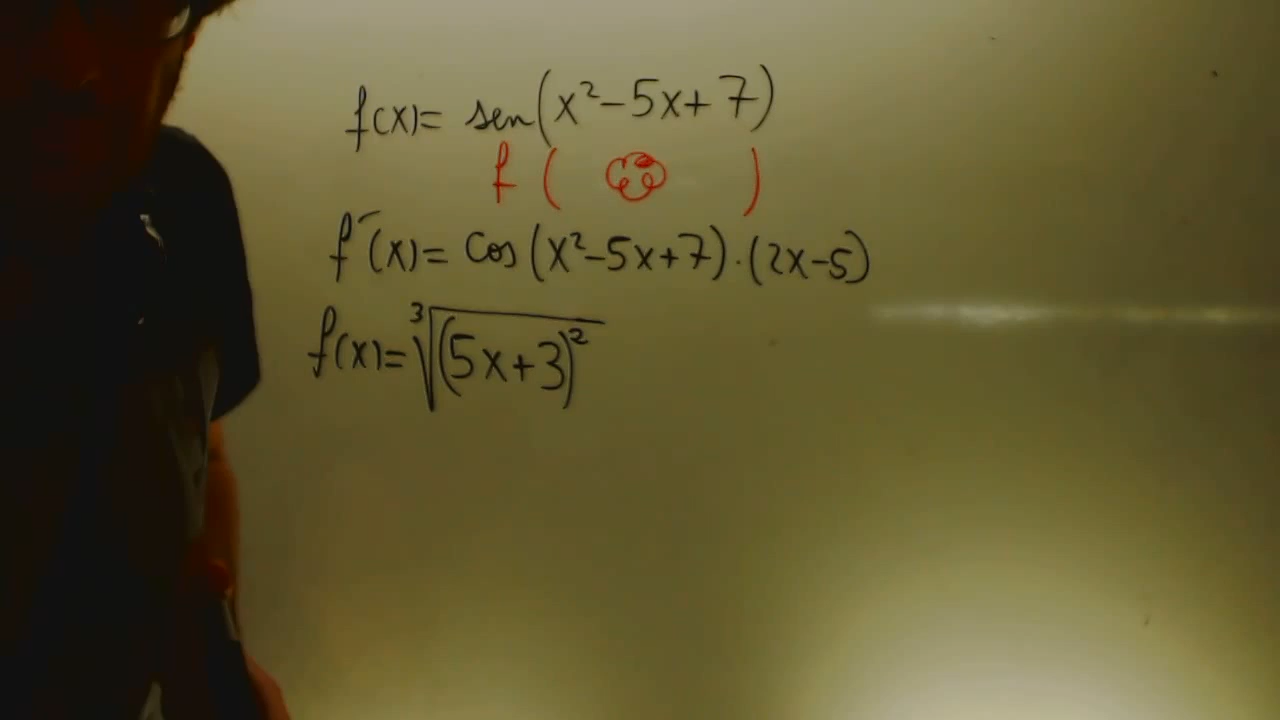 f(x)= sen(x²-5x+7)
f ( )
f´(x)= cos(x²-5x+7)·(2x-5)
f(x)= ∛(5x+3)²